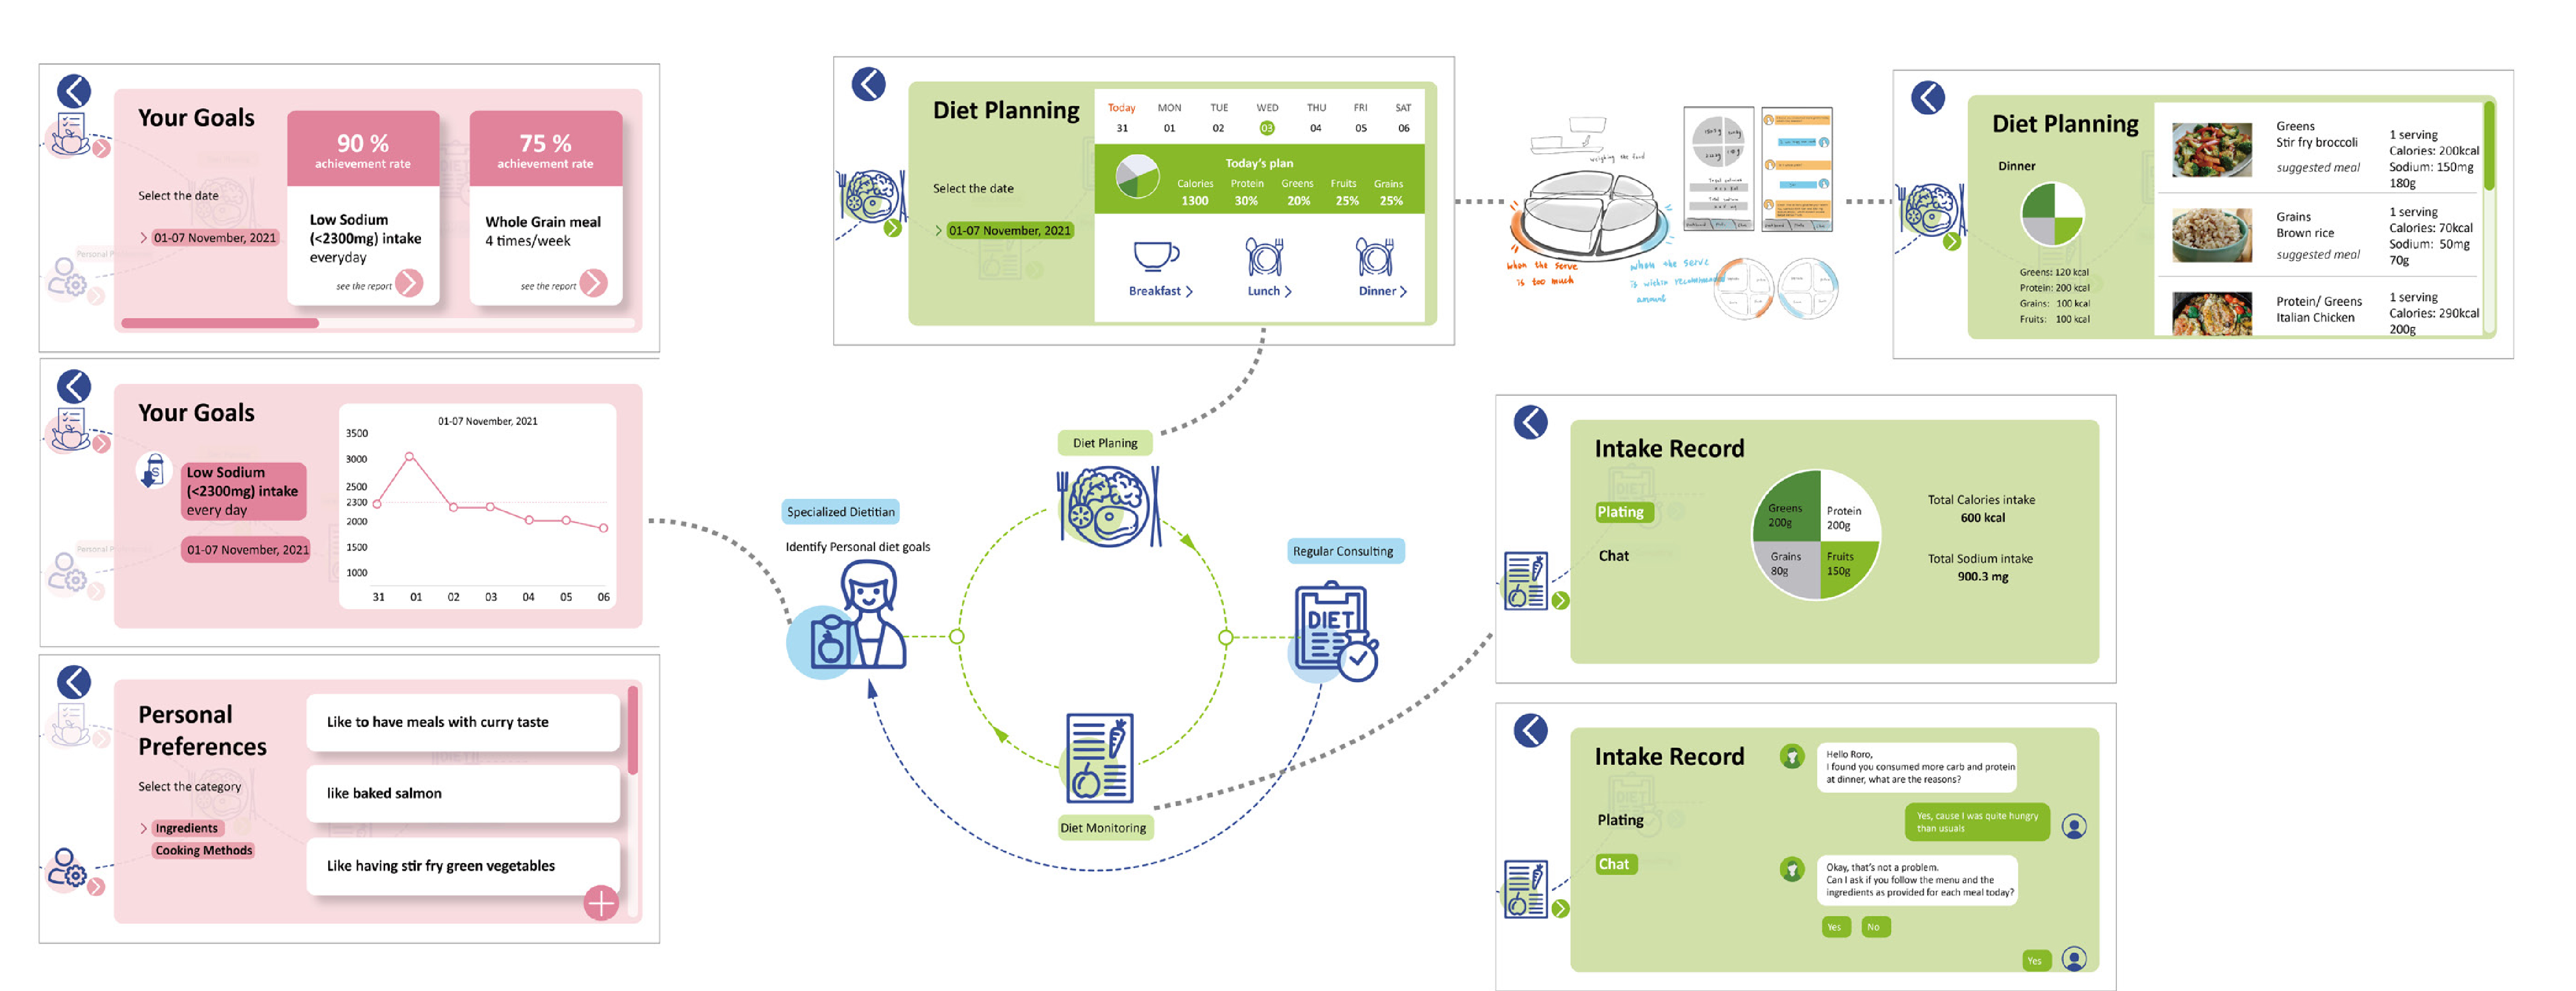 Your Goals
90 %
achievement rate
75 %
achievement rate
Select the date
01-07 November, 2021
Low Sodium
(<2300mg) intake
everyday
see the report
Whole Grain meal
4 times/week
see the report
Personal P
Your Goals
Low Sodium
(<2300mg) intake
every day
01-07 November, 2021
01-07 November, 2021
3500
3000
2500
2300
2000
1500
1000
31 01 02 03 04 05 06
Personal P
Personal
Preferences
Select the category
Ingredients
Cooking Methods
Like to have meals with curry taste
like baked salmon
Like having stir fry green vegetables
Diet Planning
Select the date
01-07 November, 2021
Today MON TUE WED THU FRI SAT
31 01 02 03 04 05 06
Today's plan
Calories Protein Greens Fruits Grains
1300 30% 20% 25% 25%
Breakfast
Lunch
Dinner
weighing the food
when the serve
is too much
when the serve
is within recommended
amount
Total calories
Total sodium
Diet Planning
Dinner
Greens: 120 kcal
Protein: 200 kcal
Grains: 100 kcal
Fruits: 100 kcal
Greens
Stir fry broccoli
suggested meal
1 serving
Calories: 200kcal
Sodium: 150mg
180g
Grains
Brown rice
suggested meal
1 serving
Calories: 70kcal
Sodium: 50mg
70g
Protein/ Greens
Italian Chicken
1 serving
Calories: 290kcal
200g
Diet Planing
Specialized Dietitian
Identify Personal diet goals
Regular Consulting
DIET
Diet Monitoring
Intake Record
Plating
Chat
Greens
200g
Protein
200g
Grains
80g
Fruits
150g
Total Calories intake
600 kcal
Total Sodium intake
900.3 mg
Intake Record
Plating
Chat
Hello Roro,
I found you consumed more carb and protein
at dinner, what are the reasons?
Yes, cause I was quite hungry
than usuals
Okay, that's not a problem.
Can I ask if you follow the menu and the
ingredients as provided for each meal today?
Yes
No
Yes